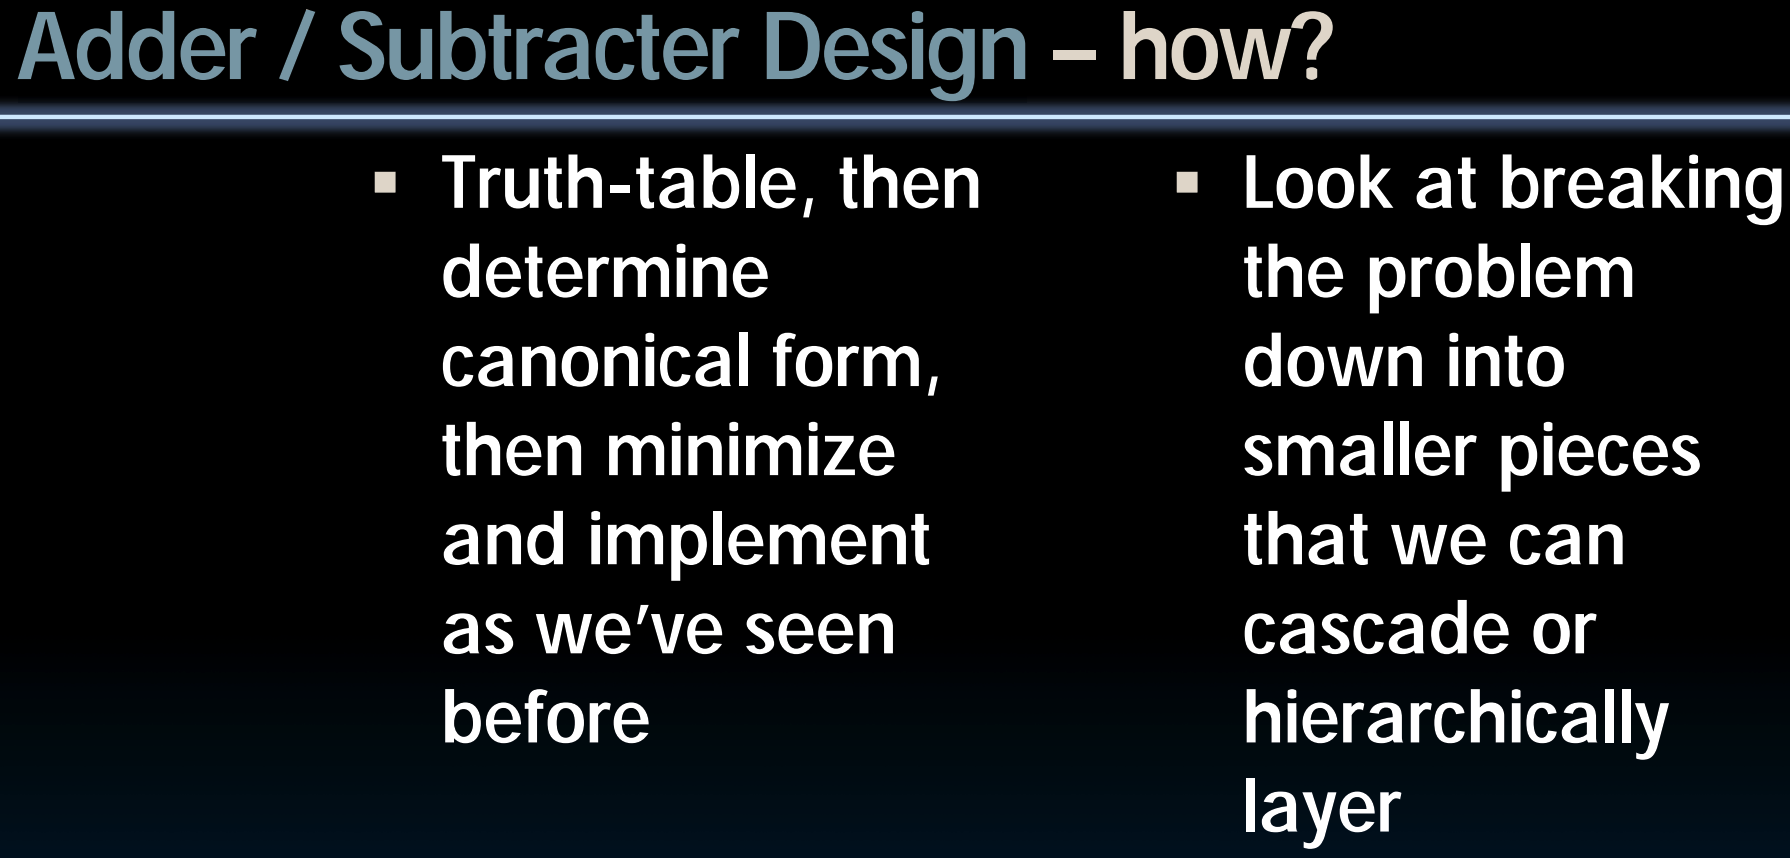 Adder / Subtracter Design – how?
▪ Truth-table, then
determine
canonical form,
then minimize
and implement
as we've seen
before
▪ Look at breaking
the problem
down into
smaller pieces
that we can
cascade or
hierarchically
layer